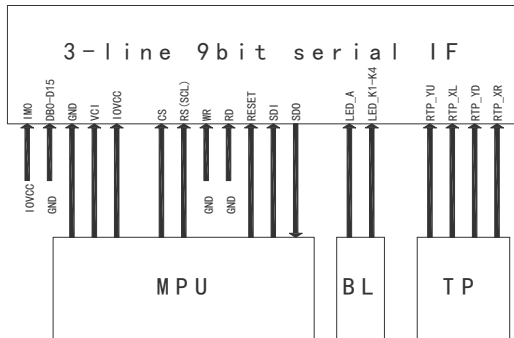 3-line 9bit serial IF
IM0
DB0-D15
GND
VCI
IOVCC
CS
RS(SCL)
WR
RD
RESET
SDI
SDO
LED_A
LED_K1-K4
RTP_YU
RTP_XL
RTP_YD
RTP_XR
IOVCC
GND
GND
GND
MPU
BL
TP